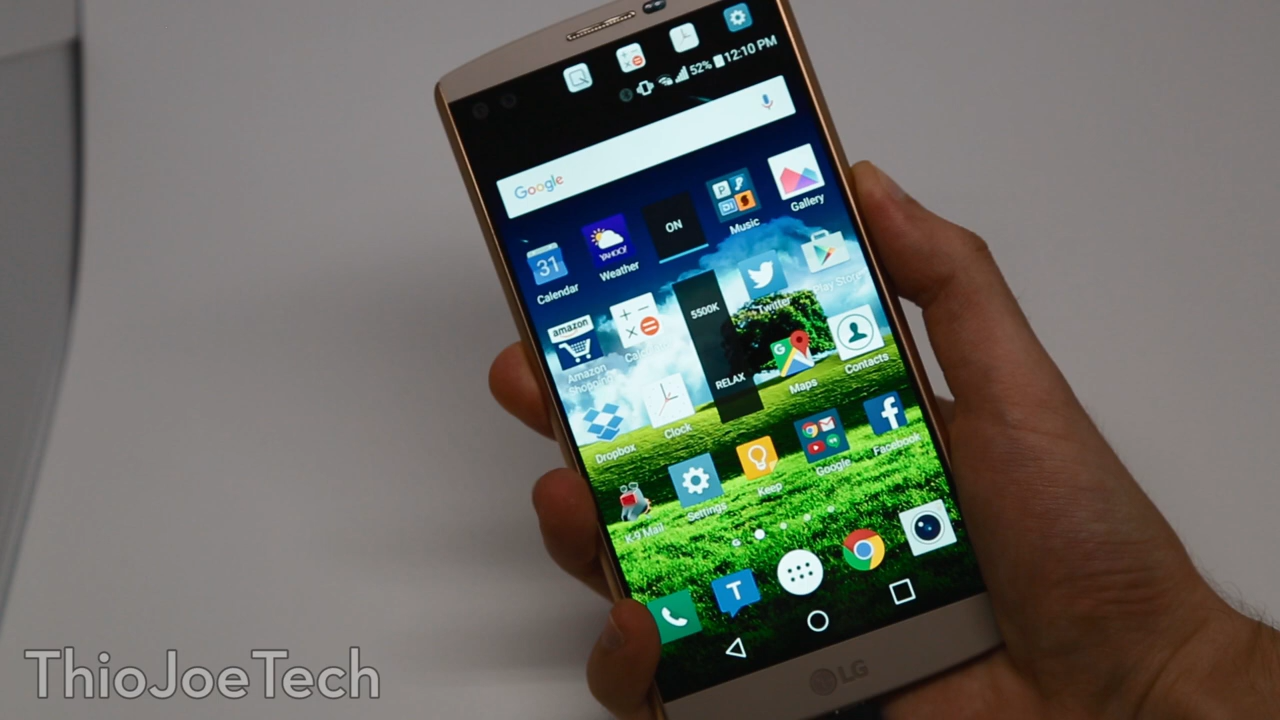 52% 12:10 PM
Google
31
Calendar
YAHOO!
Weather
ON
Music
Gallery
amazon
Amazon
Shopping
5500K
RELAX
Twitter
Play Store
Dropbox
Clock
Maps
Contacts
K-9 Mail
Settings
Keep
Google
Facebook
T
LG
ThioJoeTech